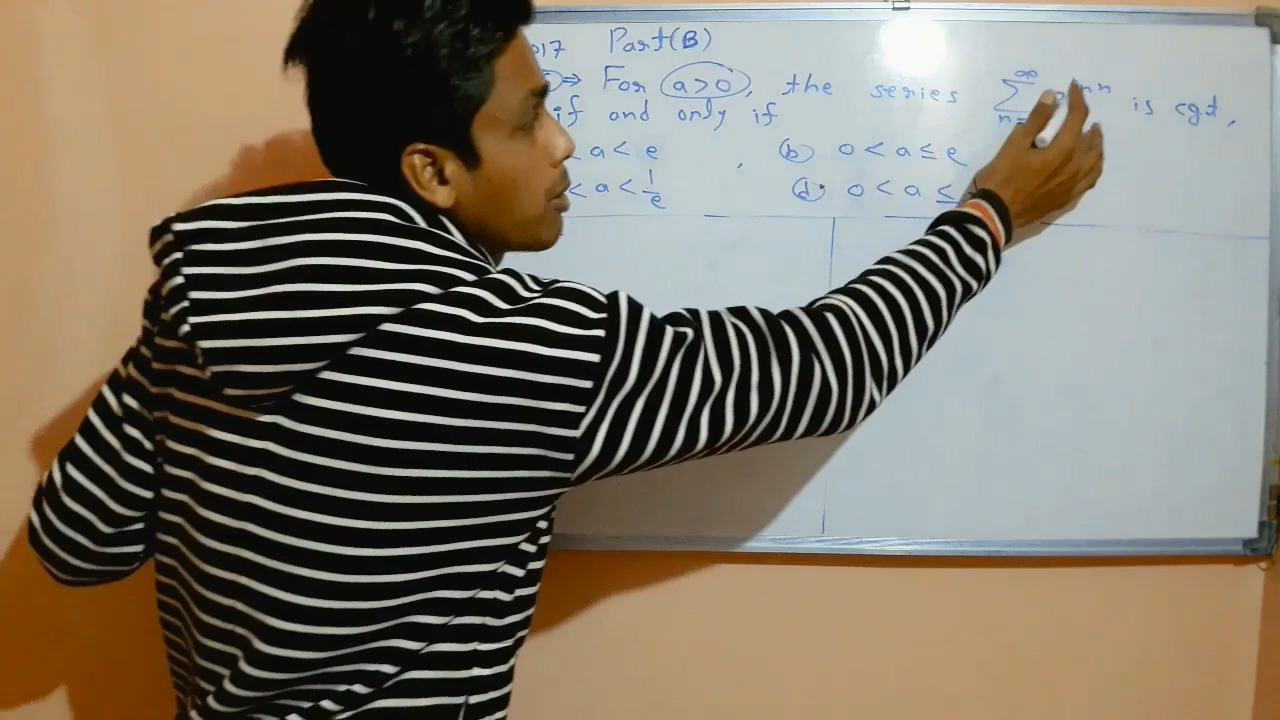 017 Part(B)
⇒ For a>0, the series ∑ ∞ n= is cgt,
if and only if
< a < e , (b) 0 < a ≤ e
< a < 1/e (d) 0 < a ≤